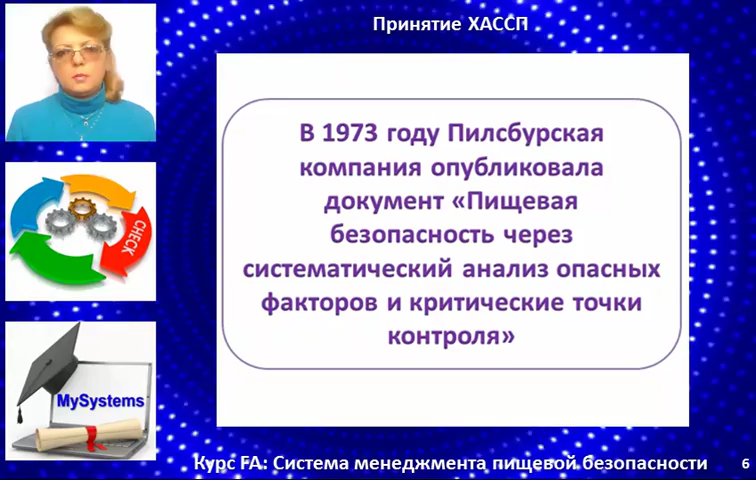 Принятие ХАССП
В 1973 году Пилсбурская
компания опубликовала
документ «Пищевая
безопасность через
систематический анализ опасных
факторов и критические точки
контроля»
CHECK
MySystems
Курс FA: Система менеджмента пищевой безопасности
6